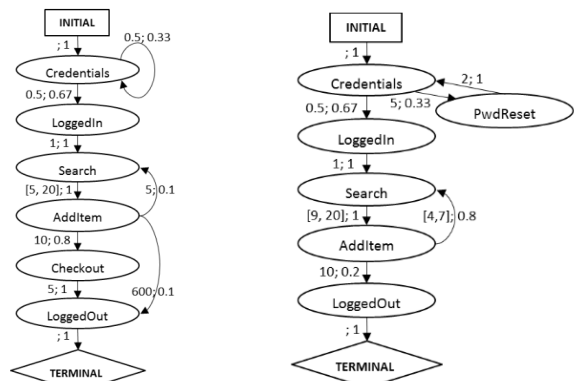 INITIAL
; 1
0.5; 0.33
Credentials
0.5; 0.67
LoggedIn
1; 1
Search
[5, 20]; 1
5; 0.1
AddItem
10; 0.8
Checkout
5; 1
600; 0.1
LoggedOut
; 1
TERMINAL
INITIAL
; 1
2; 1
Credentials
0.5; 0.67
5; 0.33
PwdReset
LoggedIn
1; 1
Search
[9, 20]; 1
[4,7]; 0.8
AddItem
10; 0.2
LoggedOut
; 1
TERMINAL